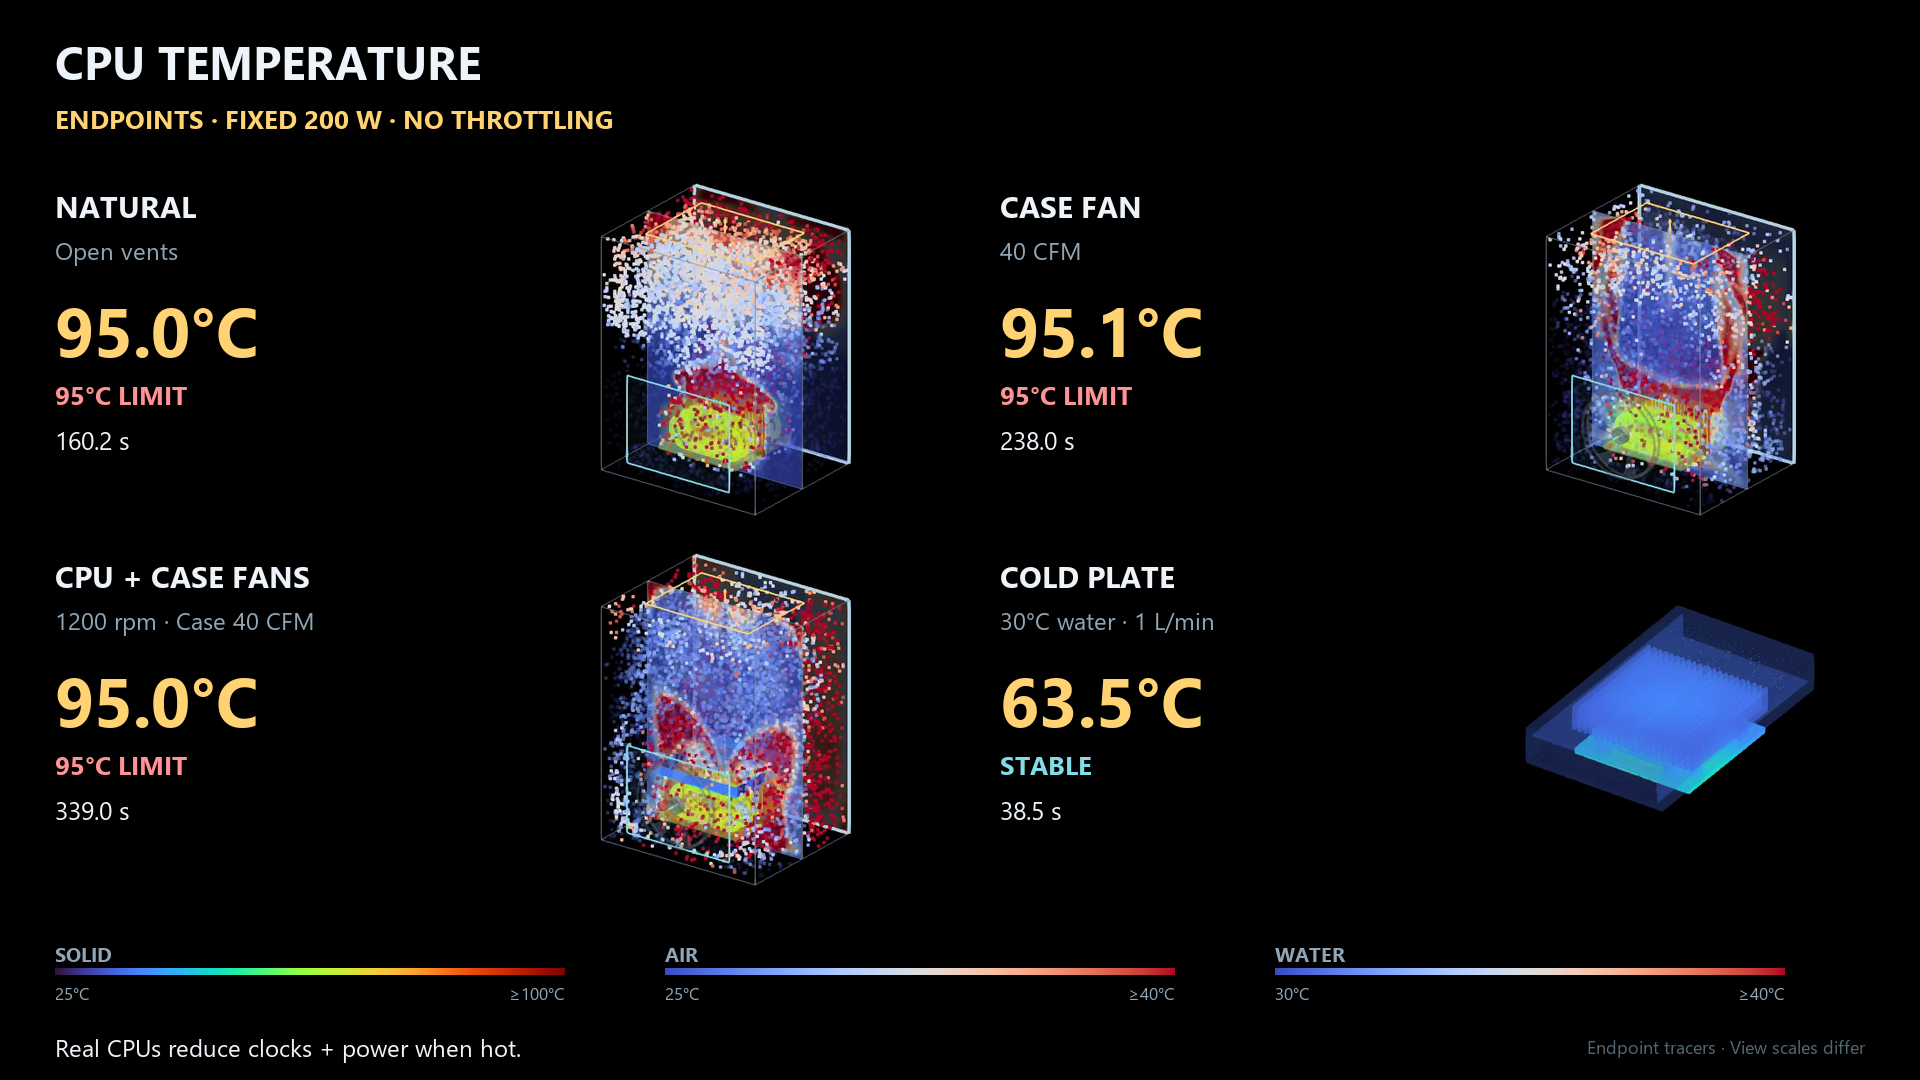 CPU TEMPERATURE
ENDPOINTS · FIXED 200 W · NO THROTTLING
NATURAL
Open vents
95.0°C
95°C LIMIT
160.2 s
CASE FAN
40 CFM
95.1°C
95°C LIMIT
238.0 s
CPU + CASE FANS
1200 rpm · Case 40 CFM
95.0°C
95°C LIMIT
339.0 s
COLD PLATE
30°C water · 1 L/min
63.5°C
STABLE
38.5 s
SOLID
25°C ≥100°C
AIR
25°C ≥40°C
WATER
30°C ≥40°C
Real CPUs reduce clocks + power when hot.
Endpoint tracers · View scales differ